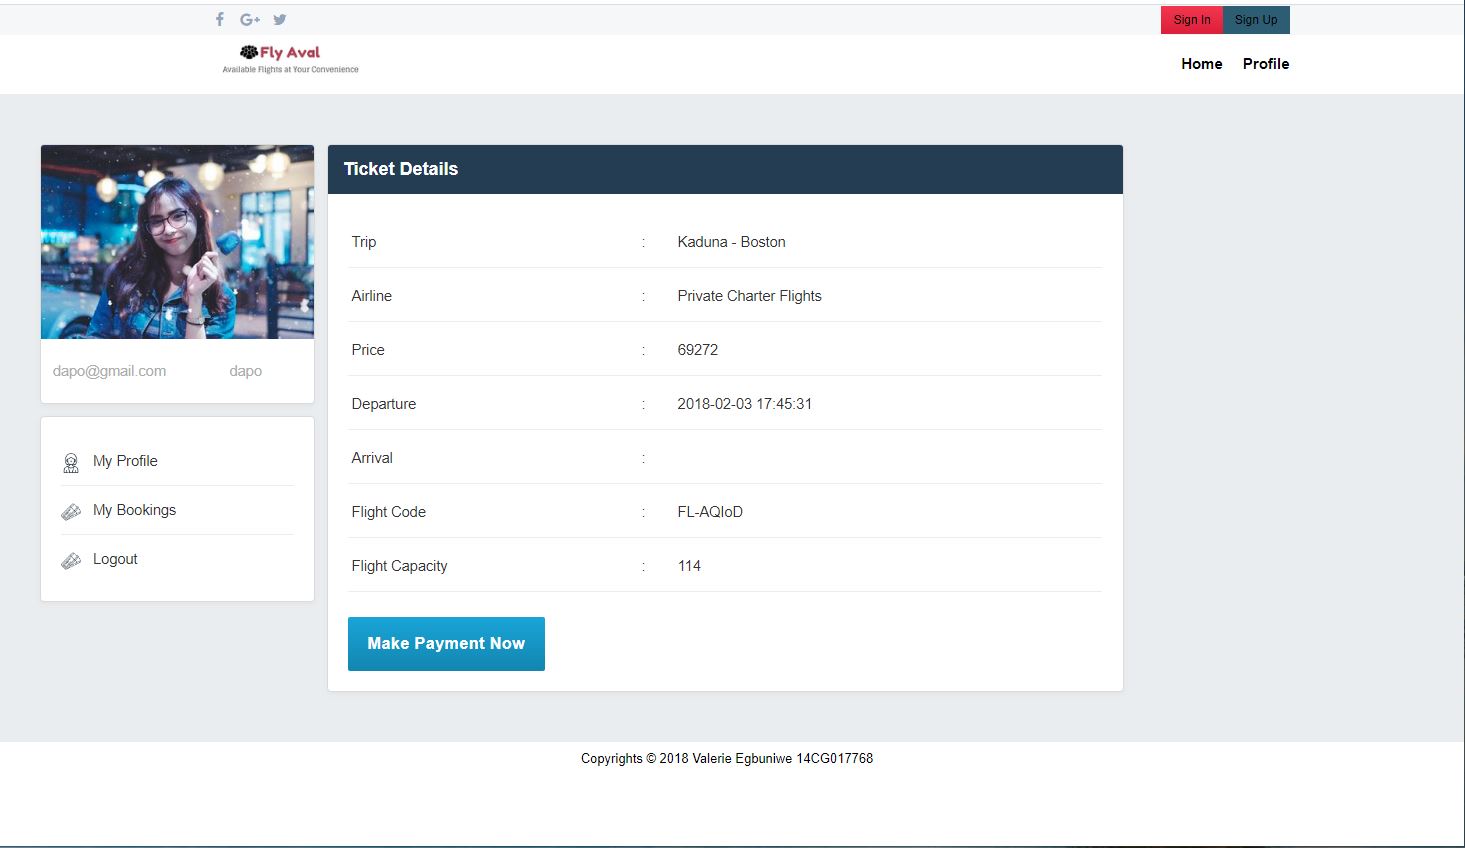 Sign In Sign Up
Fly Aval
Available Flights at Your Convenience
Home Profile
Ticket Details
Trip : Kaduna - Boston
Airline : Private Charter Flights
Price : 69272
Departure : 2018-02-03 17:45:31
Arrival :
Flight Code : FL-AQIoD
Flight Capacity : 114
Make Payment Now
dapo@gmail.com dapo
My Profile
My Bookings
Logout
Copyrights © 2018 Valerie Egbuniwe 14CG017768